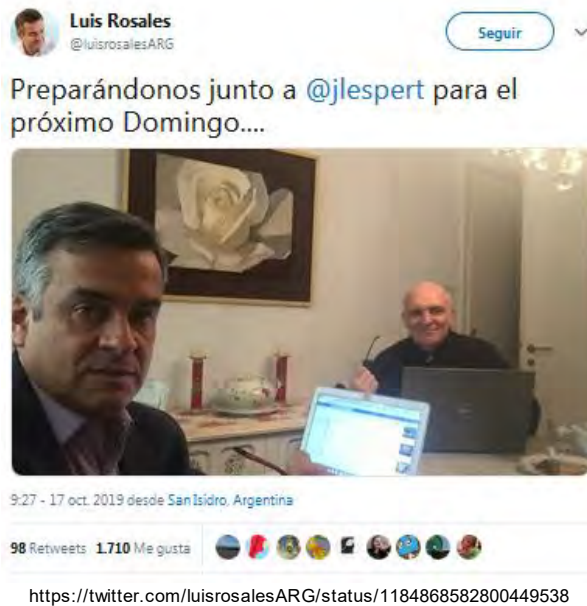 Luis Rosales
@luisrosalesARG
Seguir
Preparándonos junto a @jlespert para el
próximo Domingo....
9:27 - 17 oct. 2019 desde San Isidro, Argentina
98 Retweets 1.710 Me gusta
https://twitter.com/luisrosalesARG/status/1184868582800449538